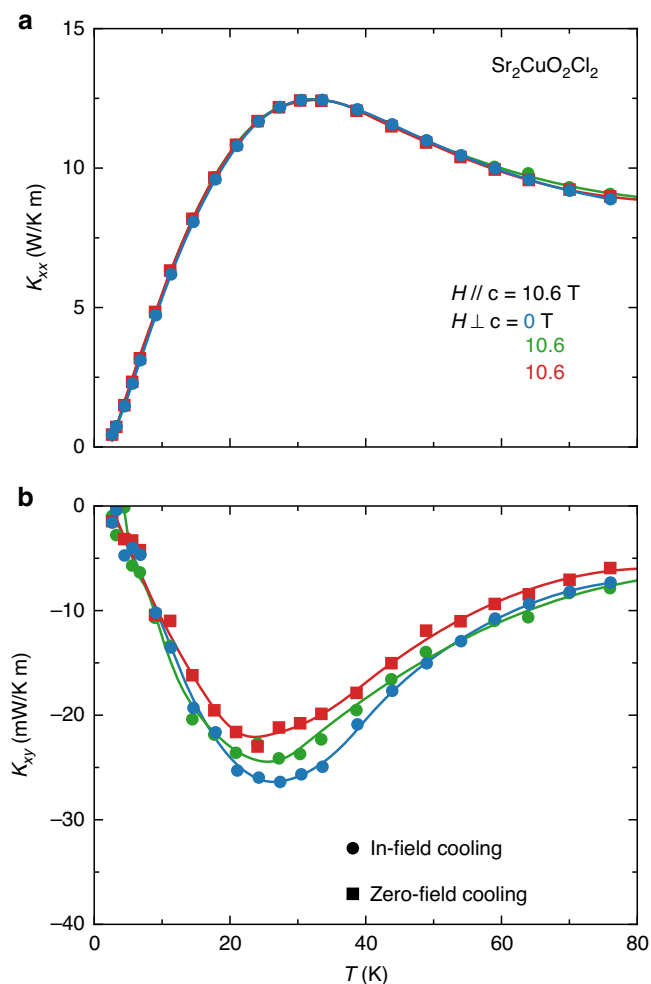 a
15
10
5
0
Kxx (W/K m)
Sr2CuO2Cl2
H // c = 10.6 T
H ⊥ c = 0 T
10.6
10.6
b
0
−10
−20
−30
−40
Kxy (mW/K m)
In-field cooling
Zero-field cooling
0 20 40 60 80
T (K)